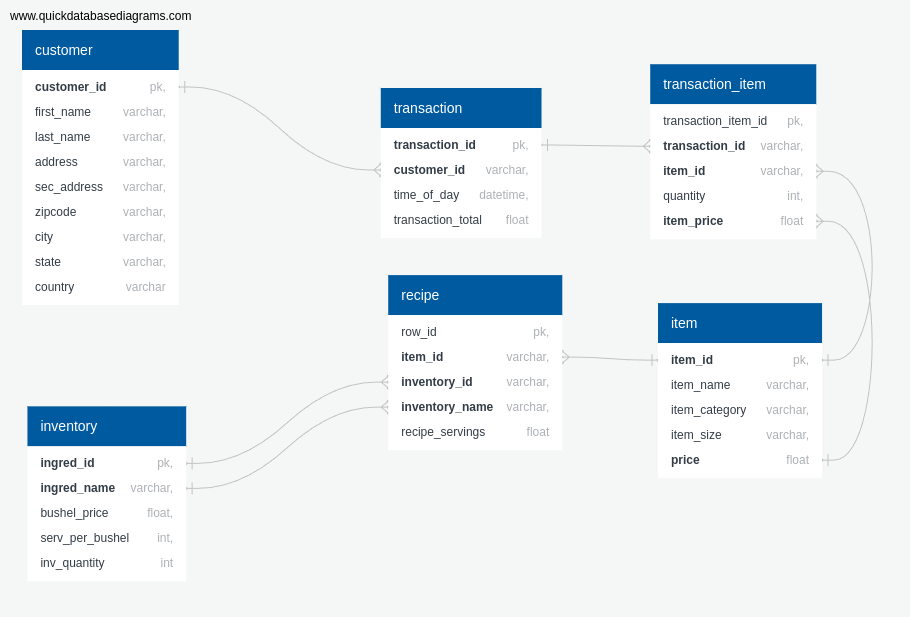 www.quickdatabasediagrams.com
customer
customer_id pk,
first_name varchar,
last_name varchar,
address varchar,
sec_address varchar,
zipcode varchar,
city varchar,
state varchar,
country varchar
transaction
transaction_id pk,
customer_id varchar,
time_of_day datetime,
transaction_total float
transaction_item
transaction_item_id pk,
transaction_id varchar,
item_id varchar,
quantity int,
item_price float
recipe
row_id pk,
item_id varchar,
inventory_id varchar,
inventory_name varchar,
recipe_servings float
item
item_id pk,
item_name varchar,
item_category varchar,
item_size varchar,
price float
inventory
ingred_id pk,
ingred_name varchar,
bushel_price float,
serv_per_bushel int,
inv_quantity int